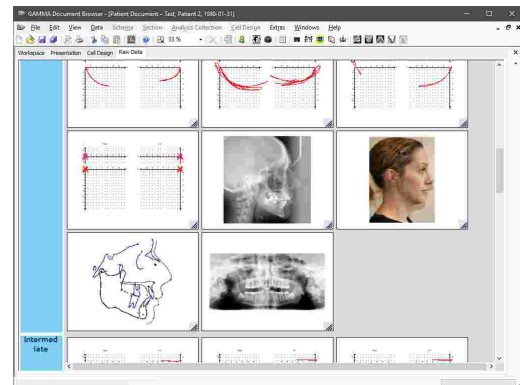 GAMMA Document Browser - [Patient Document - Test, Patient 2, 1980-01-31]
File Edit View Data Schema Section Analysis Collection Cell Design Extras Windows Help
33 %
Workspace Presentation Cell Design Raw Data
Intermed
iate